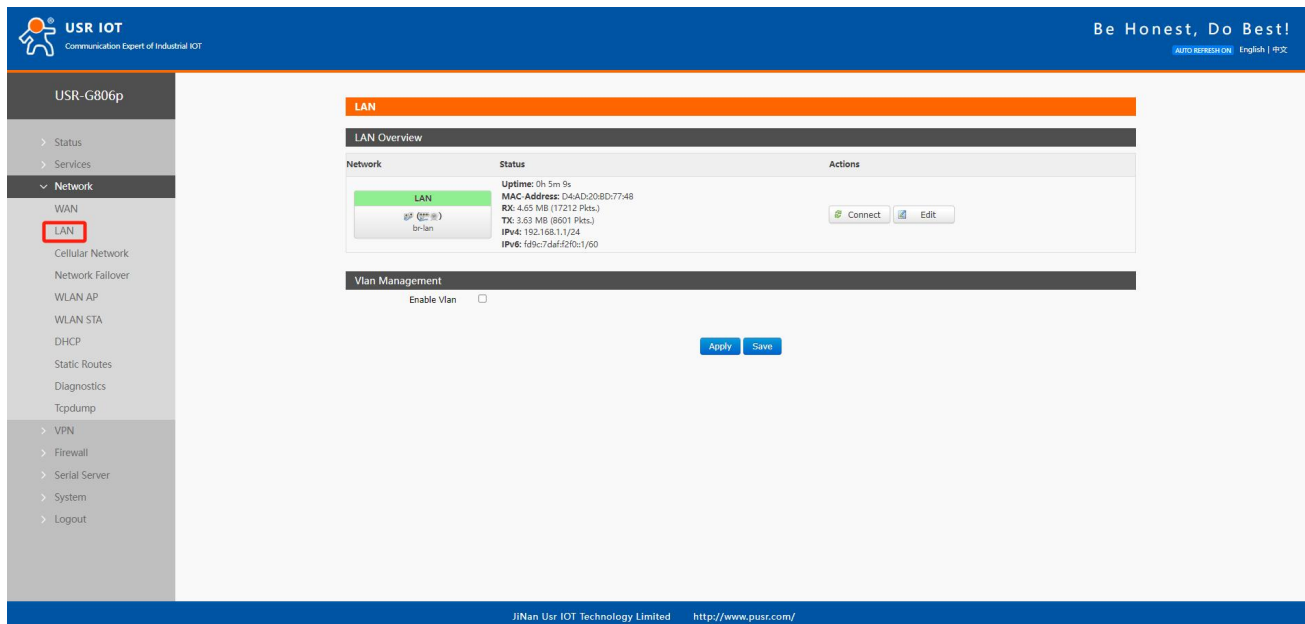 USR IOT
Communication Expert of Industrial IOT
Be Honest, Do Best!
AUTO REFRESH ON English | 中文
USR-G806p
Status
Services
Network
WAN
LAN
Cellular Network
Network Failover
WLAN AP
WLAN STA
DHCP
Static Routes
Diagnostics
Tcpdump
VPN
Firewall
Serial Server
System
Logout
LAN
LAN Overview
Network Status Actions
LAN
br-lan
Uptime: 0h 5m 9s
MAC-Address: D4:AD:20:BD:77:48
RX: 4.65 MB (17212 Pkts.)
TX: 3.63 MB (8601 Pkts.)
IPv4: 192.168.1.1/24
IPv6: fd9c:7daf:f2f0::1/60
Connect Edit
Vlan Management
Enable Vlan
Apply Save
JiNan Usr IOT Technology Limited http://www.pusr.com/